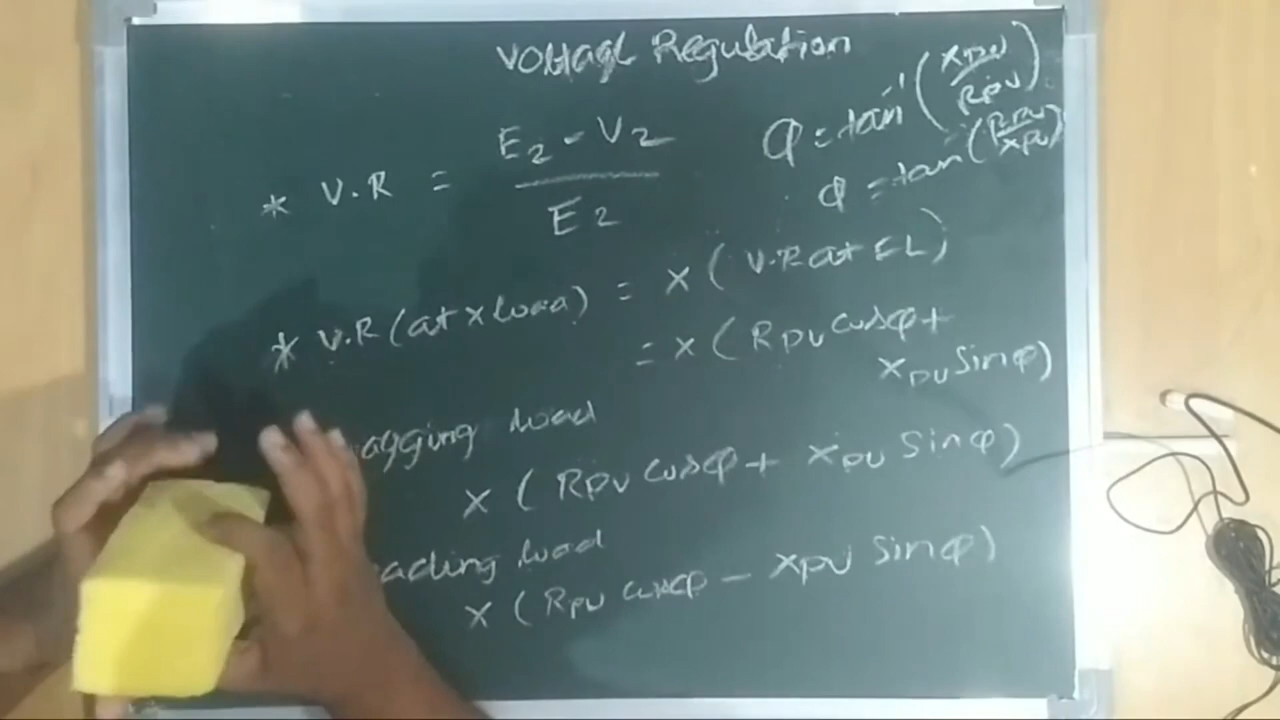 Voltage Regulation
* V.R = E2 - V2 / E2
φ = tan⁻¹ (Xpu / Rpu)
φ = tan⁻¹ (Rpu / Xpu)
* V.R (at x load) = x ( V.R at FL )
= x ( Rpu cosφ +
Xpu sinφ )
agging load
x ( Rpu cosφ + Xpu sinφ )
eading load
x ( Rpu cosφ - Xpu sinφ )